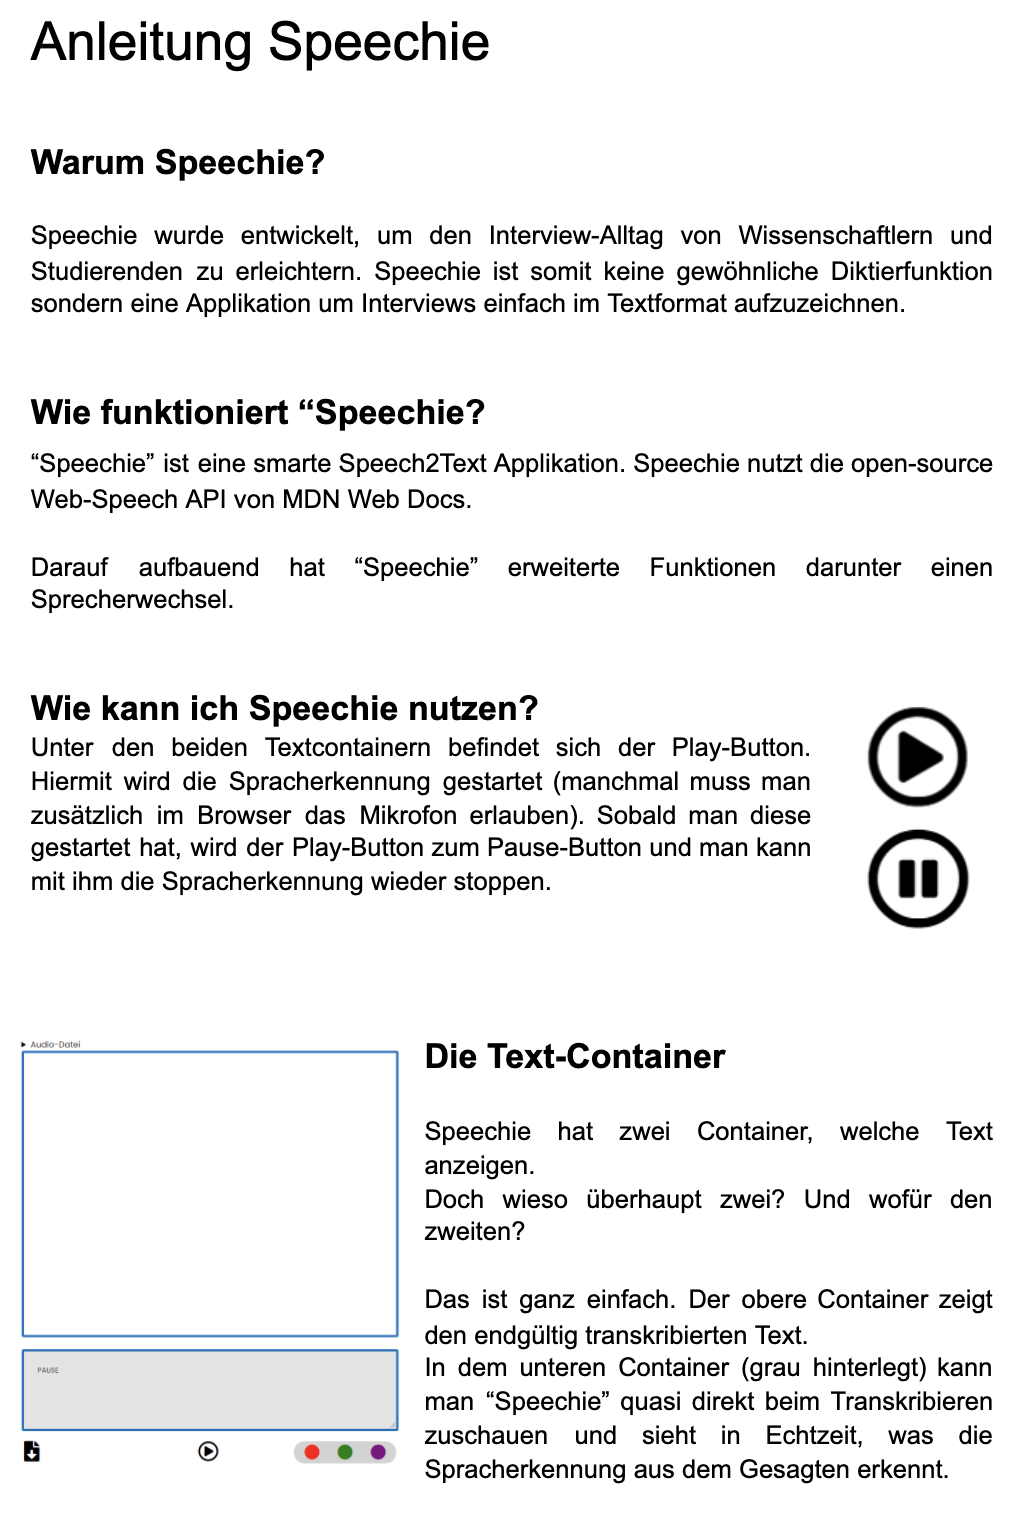 Anleitung Speechie
Warum Speechie?
Speechie wurde entwickelt, um den Interview-Alltag von Wissenschaftlern und
Studierenden zu erleichtern. Speechie ist somit keine gewöhnliche Diktierfunktion
sondern eine Applikation um Interviews einfach im Textformat aufzuzeichnen.
Wie funktioniert “Speechie?
“Speechie” ist eine smarte Speech2Text Applikation. Speechie nutzt die open-source
Web-Speech API von MDN Web Docs.
Darauf aufbauend hat “Speechie” erweiterte Funktionen darunter einen
Sprecherwechsel.
Wie kann ich Speechie nutzen?
Unter den beiden Textcontainern befindet sich der Play-Button.
Hiermit wird die Spracherkennung gestartet (manchmal muss man
zusätzlich im Browser das Mikrofon erlauben). Sobald man diese
gestartet hat, wird der Play-Button zum Pause-Button und man kann
mit ihm die Spracherkennung wieder stoppen.
Audio-Datei
PAUSE
Die Text-Container
Speechie hat zwei Container, welche Text
anzeigen.
Doch wieso überhaupt zwei? Und wofür den
zweiten?
Das ist ganz einfach. Der obere Container zeigt
den endgültig transkribierten Text.
In dem unteren Container (grau hinterlegt) kann
man “Speechie” quasi direkt beim Transkribieren
zuschauen und sieht in Echtzeit, was die
Spracherkennung aus dem Gesagten erkennt.